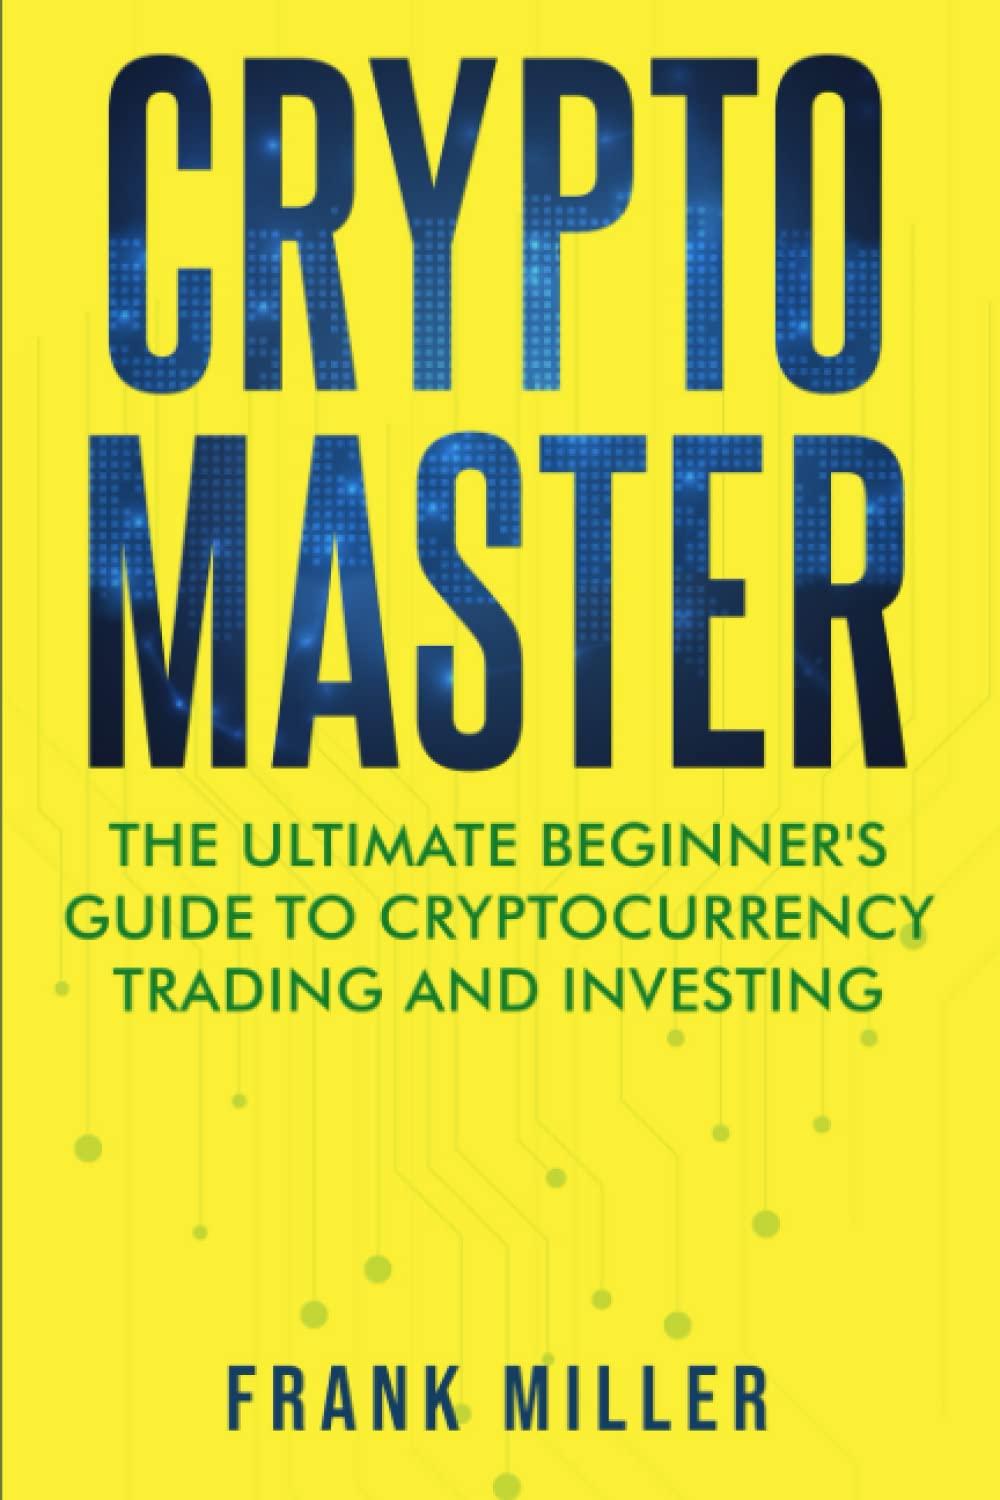 CRYPTO
MASTER
THE ULTIMATE BEGINNER'S
GUIDE TO CRYPTOCURRENCY
TRADING AND INVESTING
FRANK MILLER